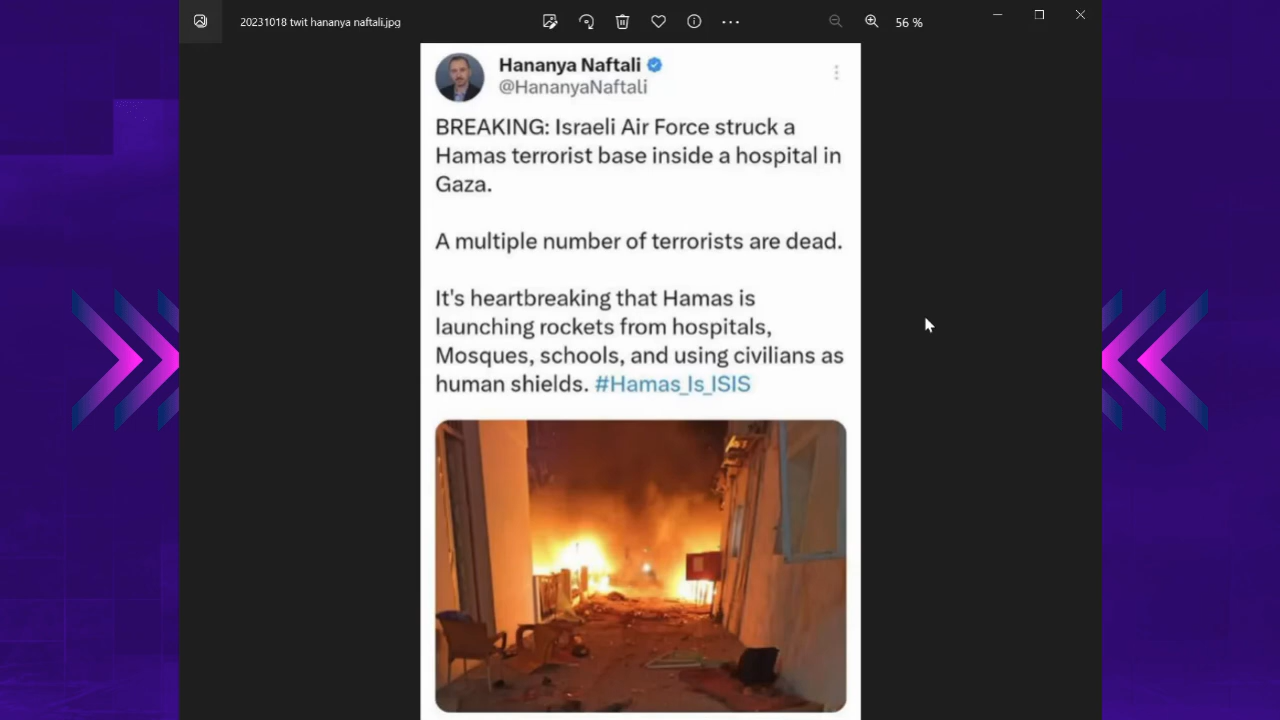 20231018 twit hananya naftali.jpg
56 %
Hananya Naftali
@HananyaNaftali
BREAKING: Israeli Air Force struck a
Hamas terrorist base inside a hospital in
Gaza.
A multiple number of terrorists are dead.
It's heartbreaking that Hamas is
launching rockets from hospitals,
Mosques, schools, and using civilians as
human shields. #Hamas_Is_ISIS